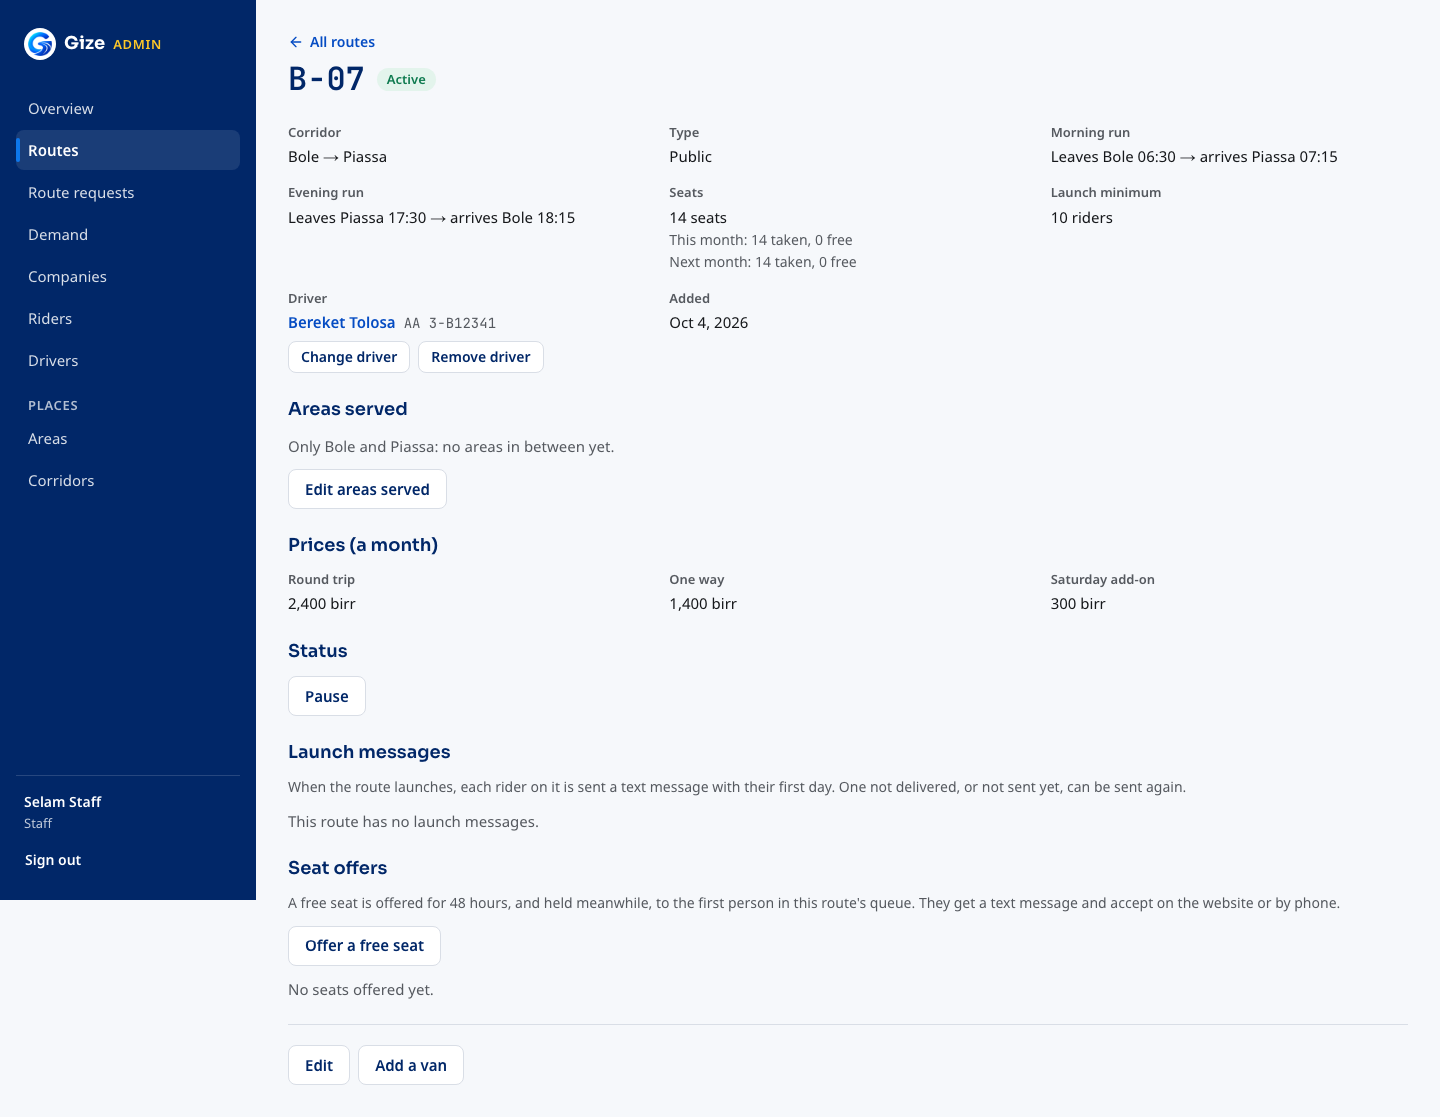 Gize ADMIN
Overview
Routes
Route requests
Demand
Companies
Riders
Drivers
PLACES
Areas
Corridors
Selam Staff
Staff
Sign out
← All routes
B-07 Active
Corridor
Bole → Piassa
Type
Public
Morning run
Leaves Bole 06:30 → arrives Piassa 07:15
Evening run
Leaves Piassa 17:30 → arrives Bole 18:15
Seats
14 seats
This month: 14 taken, 0 free
Next month: 14 taken, 0 free
Launch minimum
10 riders
Driver
Bereket Tolosa AA 3-B12341
Change driver Remove driver
Added
Oct 4, 2026
Areas served
Only Bole and Piassa: no areas in between yet.
Edit areas served
Prices (a month)
Round trip
2,400 birr
One way
1,400 birr
Saturday add-on
300 birr
Status
Pause
Launch messages
When the route launches, each rider on it is sent a text message with their first day. One not delivered, or not sent yet, can be sent again.
This route has no launch messages.
Seat offers
A free seat is offered for 48 hours, and held meanwhile, to the first person in this route's queue. They get a text message and accept on the website or by phone.
Offer a free seat
No seats offered yet.
Edit Add a van